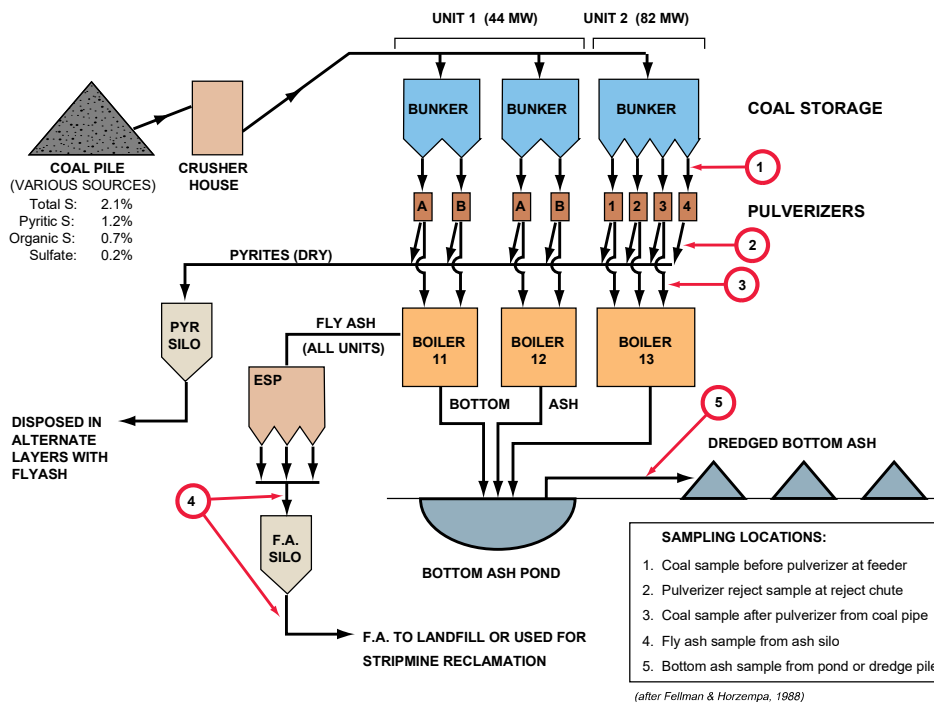 UNIT 1 (44 MW)
UNIT 2 (82 MW)
BUNKER
BUNKER
BUNKER
COAL STORAGE
COAL PILE
(VARIOUS SOURCES)
Total S: 2.1%
Pyritic S: 1.2%
Organic S: 0.7%
Sulfate: 0.2%
CRUSHER
HOUSE
1
A
B
A
B
1
2
3
4
PULVERIZERS
2
PYRITES (DRY)
3
PYR
SILO
FLY ASH
(ALL UNITS)
BOILER
11
BOILER
12
BOILER
13
ESP
BOTTOM
ASH
5
DISPOSED IN
ALTERNATE
LAYERS WITH
FLYASH
DREDGED BOTTOM ASH
4
F.A.
SILO
BOTTOM ASH POND
F.A. TO LANDFILL OR USED FOR
STRIPMINE RECLAMATION
SAMPLING LOCATIONS:
1. Coal sample before pulverizer at feeder
2. Pulverizer reject sample at reject chute
3. Coal sample after pulverizer from coal pipe
4. Fly ash sample from ash silo
5. Bottom ash sample from pond or dredge pile
(after Fellman & Horzempa, 1988)